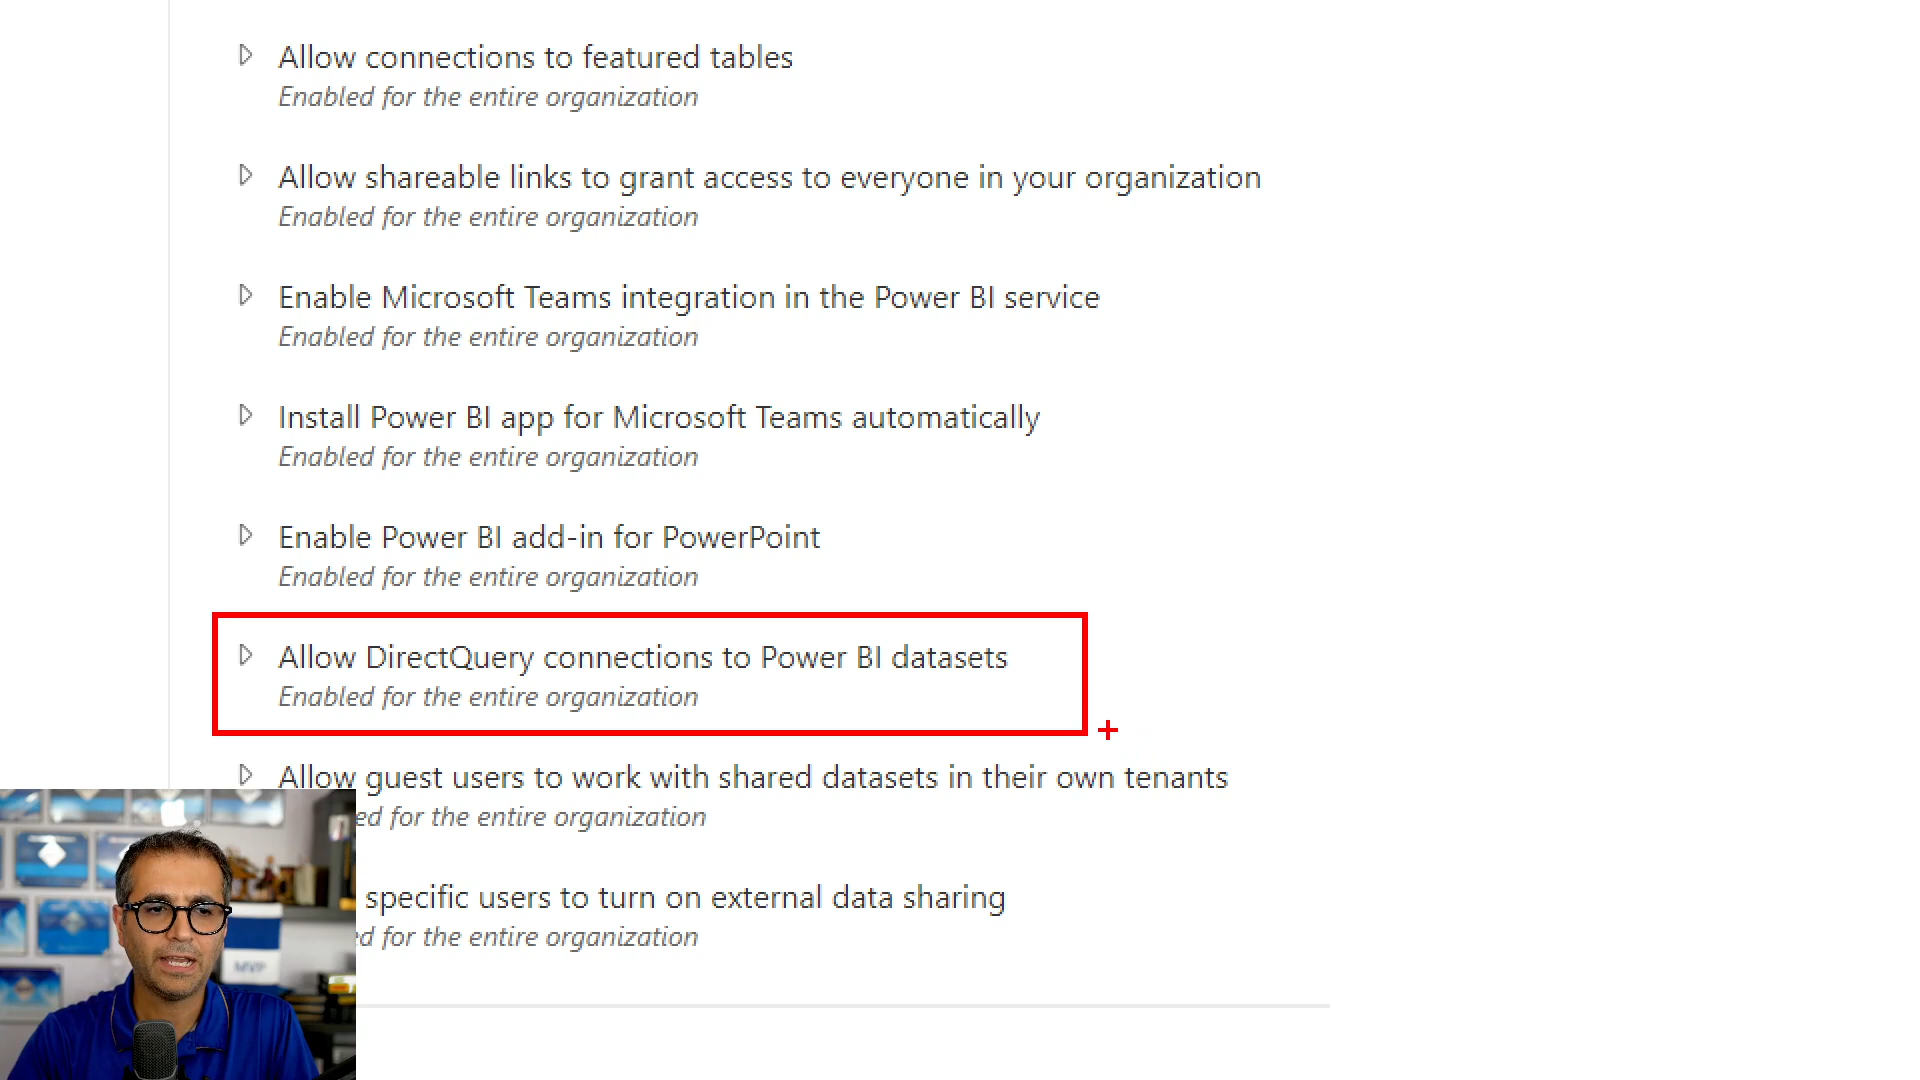 Allow connections to featured tables
Enabled for the entire organization
Allow shareable links to grant access to everyone in your organization
Enabled for the entire organization
Enable Microsoft Teams integration in the Power BI service
Enabled for the entire organization
Install Power BI app for Microsoft Teams automatically
Enabled for the entire organization
Enable Power BI add-in for PowerPoint
Enabled for the entire organization
Allow DirectQuery connections to Power BI datasets
Enabled for the entire organization
Allow guest users to work with shared datasets in their own tenants
ed for the entire organization
specific users to turn on external data sharing
ed for the entire organization
MVP